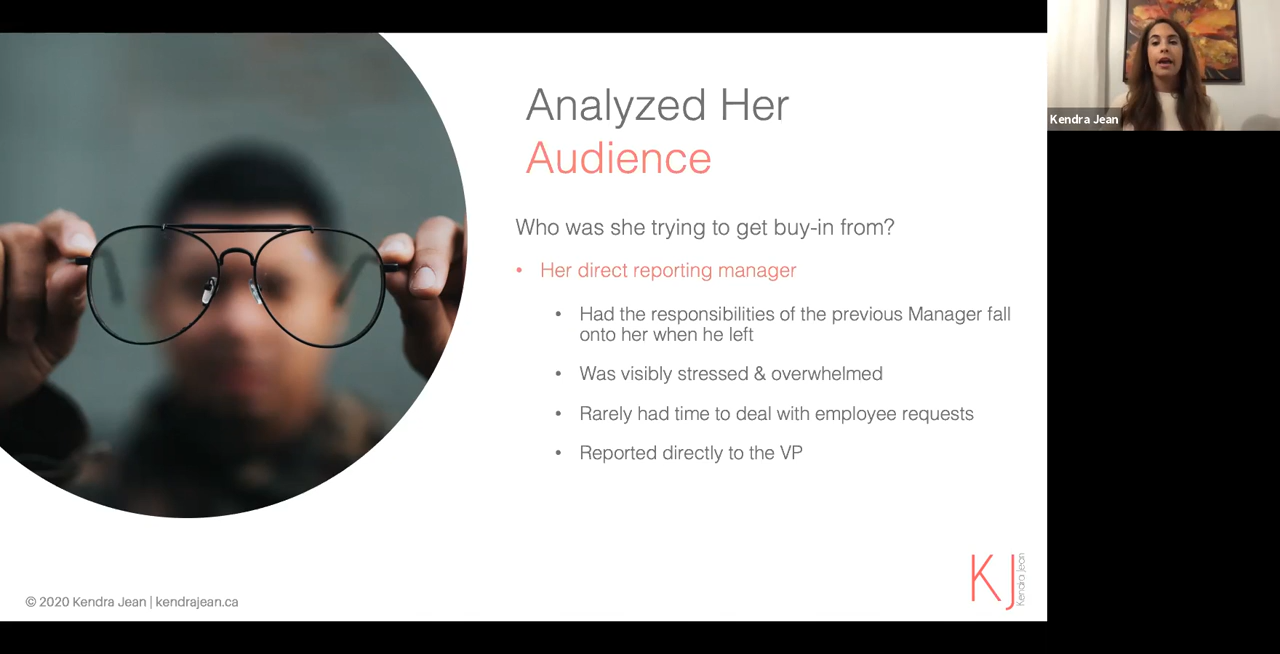 Analyzed Her
Audience
Who was she trying to get buy-in from?
• Her direct reporting manager
• Had the responsibilities of the previous Manager fall
onto her when he left
• Was visibly stressed & overwhelmed
• Rarely had time to deal with employee requests
• Reported directly to the VP
© 2020 Kendra Jean | kendrajean.ca
KJ
Kendra Jean
Kendra Jean